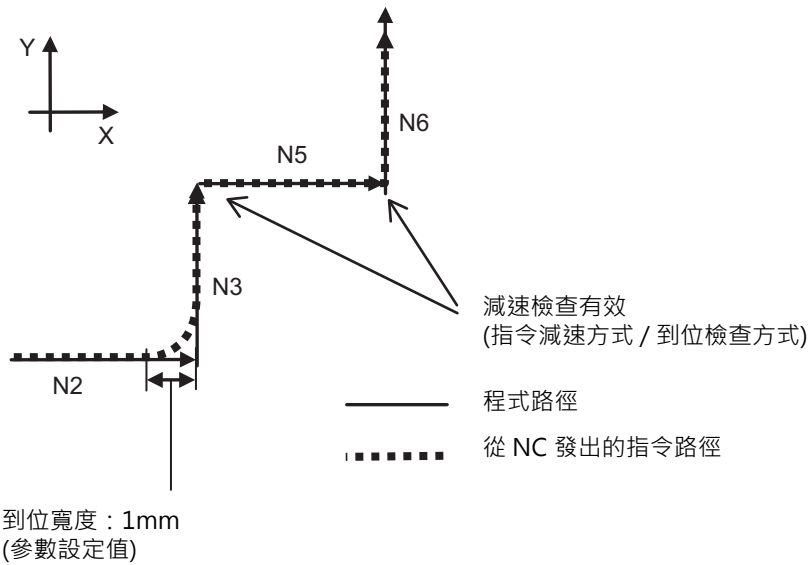 Y
X
N6
N5
N3
N2
減速檢查有效
(指令減速方式 / 到位檢查方式)
程式路徑
從 NC 發出的指令路徑
到位寬度：1mm
(參數設定值)